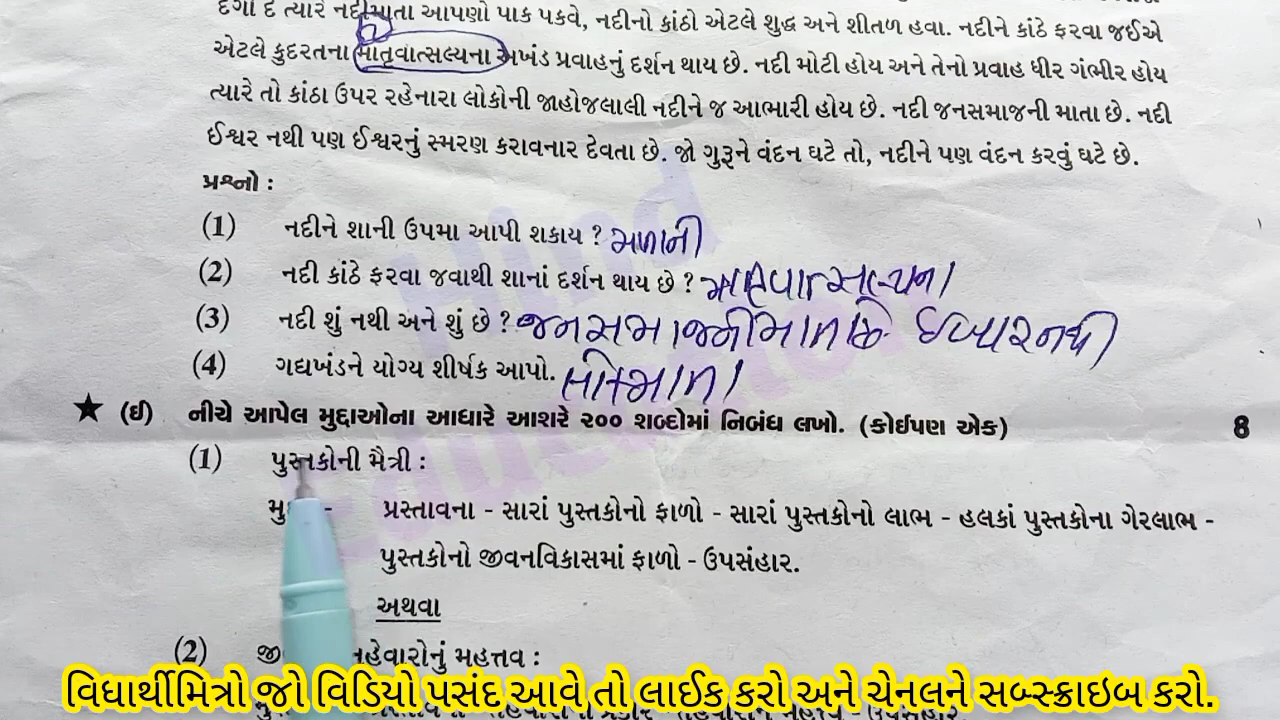 દગો દે ત્યારે નદીમાતા આપણો પાક પકવે, નદીનો કાંઠો એટલે શુદ્ધ અને શીતળ હવા. નદીને કાંઠે ફરવા જઈએ
એટલે કુદરતના માતૃવાત્સલ્યના અખંડ પ્રવાહનું દર્શન થાય છે. નદી મોટી હોય અને તેનો પ્રવાહ ધીર ગંભીર હોય
ત્યારે તો કાંઠા ઉપર રહેનારા લોકોની જાહોજલાલી નદીને જ આભારી હોય છે. નદી જનસમાજની માતા છે. નદી
ઈશ્વર નથી પણ ઈશ્વરનું સ્મરણ કરાવનાર દેવતા છે. જો ગુરૂને વંદન ઘટે તો, નદીને પણ વંદન કરવું ઘટે છે.
પ્રશ્નો :
(1) નદીને શાની ઉપમા આપી શકાય ?
(2) નદી કાંઠે ફરવા જવાથી શાનાં દર્શન થાય છે ?
(3) નદી શું નથી અને શું છે ?
(4) ગદ્યખંડને યોગ્ય શીર્ષક આપો.
★ (ઈ) નીચે આપેલ મુદ્દાઓના આધારે આશરે ૨૦૦ શબ્દોમાં નિબંધ લખો. (કોઈપણ એક) 8
(1) પુસ્તકોની મૈત્રી :
પ્રસ્તાવના - સારાં પુસ્તકોનો ફાળો - સારાં પુસ્તકોનો લાભ - હલકાં પુસ્તકોના ગેરલાભ -
પુસ્તકોનો જીવનવિકાસમાં ફાળો - ઉપસંહાર.
અથવા
(2) મહત્ત્વ :
વિધાર્થીમિત્રો જો વિડિયો પસંદ આવે તો લાઈક કરો અને ચેનલને સબ્સ્ક્રાઇબ કરો.
Hind
Education